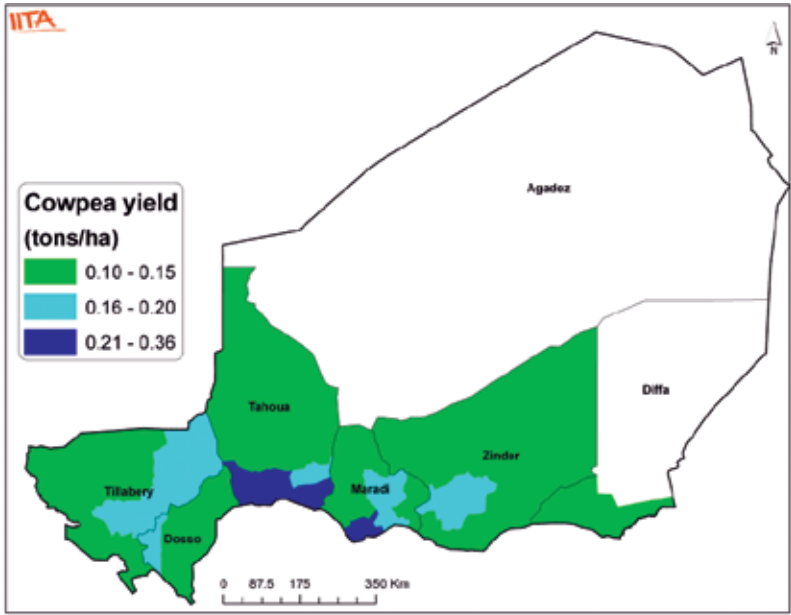 IITA
N
Agadez
Cowpea yield
(tons/ha)
0.10 - 0.15
0.16 - 0.20
0.21 - 0.36
Diffa
Tahoua
Zinder
Tillabery
Maradi
Dosso
0 87.5 175 350 Km